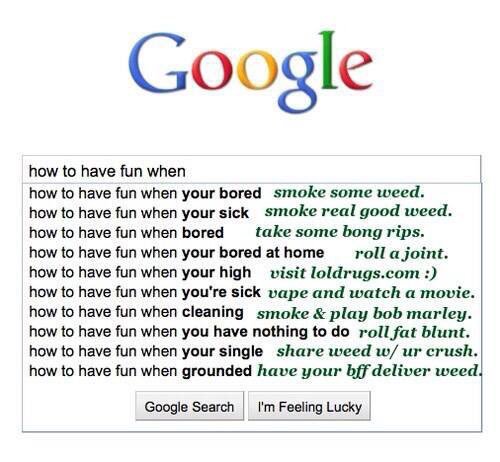 Google
how to have fun when
how to have fun when your bored smoke some weed.
how to have fun when your sick smoke real good weed.
how to have fun when bored take some bong rips.
how to have fun when your bored at home roll a joint.
how to have fun when your high visit loldrugs.com :)
how to have fun when you're sick vape and watch a movie.
how to have fun when cleaning smoke & play bob marley.
how to have fun when you have nothing to do roll fat blunt.
how to have fun when your single share weed w/ ur crush.
how to have fun when grounded have your bff deliver weed.
Google Search I'm Feeling Lucky